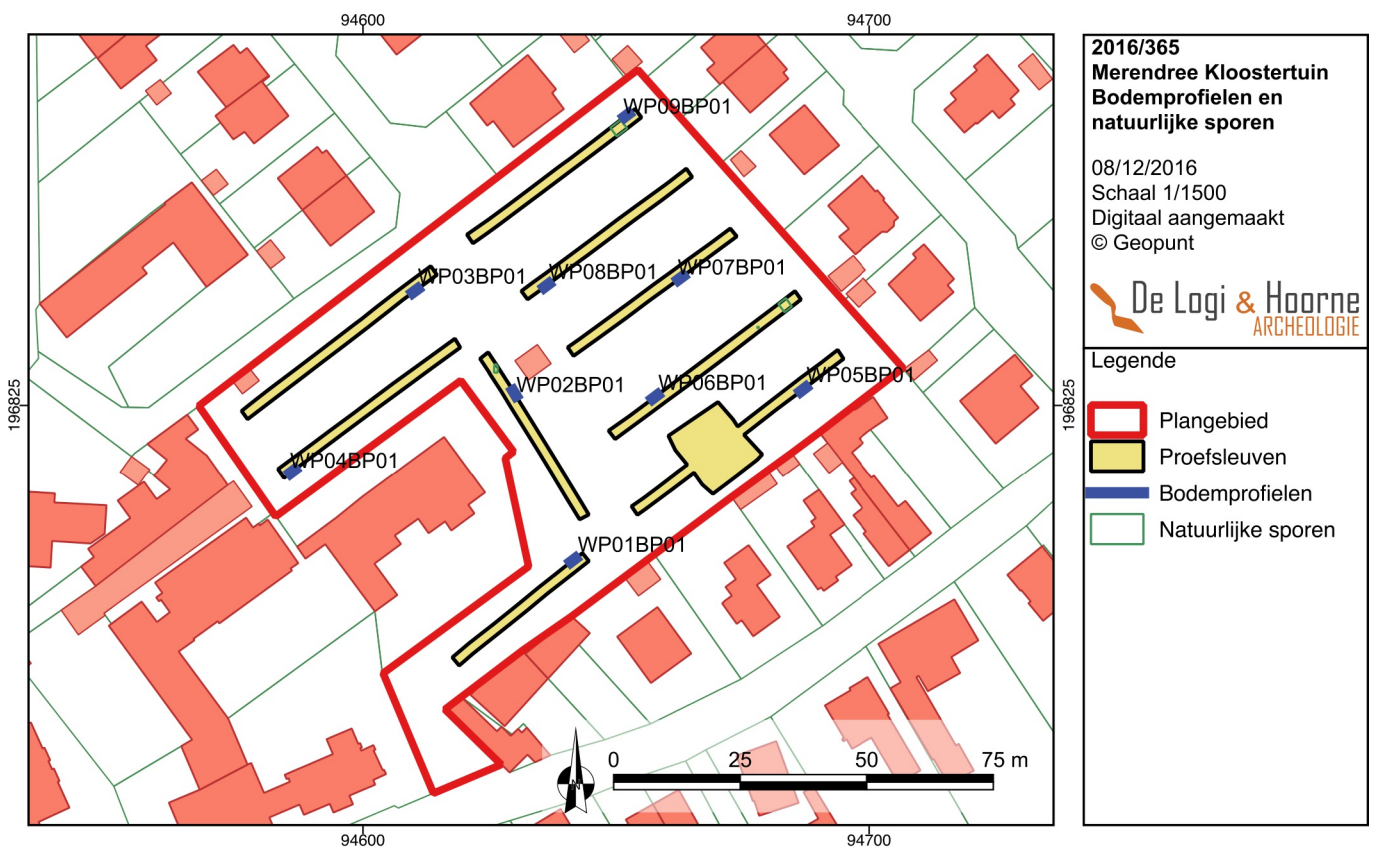 94600
94700
196825
196825
WP09BP01
WP03BP01
WP08BP01
WP07BP01
WP02BP01
WP06BP01
WP05BP01
WP04BP01
WP01BP01
N
0 25 50 75 m
94600
94700
2016/365
Merendree Kloostertuin
Bodemprofielen en
natuurlijke sporen
08/12/2016
Schaal 1/1500
Digitaal aangemaakt
© Geopunt
De Logi & Hoorne
ARCHEOLOGIE
Legende
Plangebied
Proefsleuven
Bodemprofielen
Natuurlijke sporen